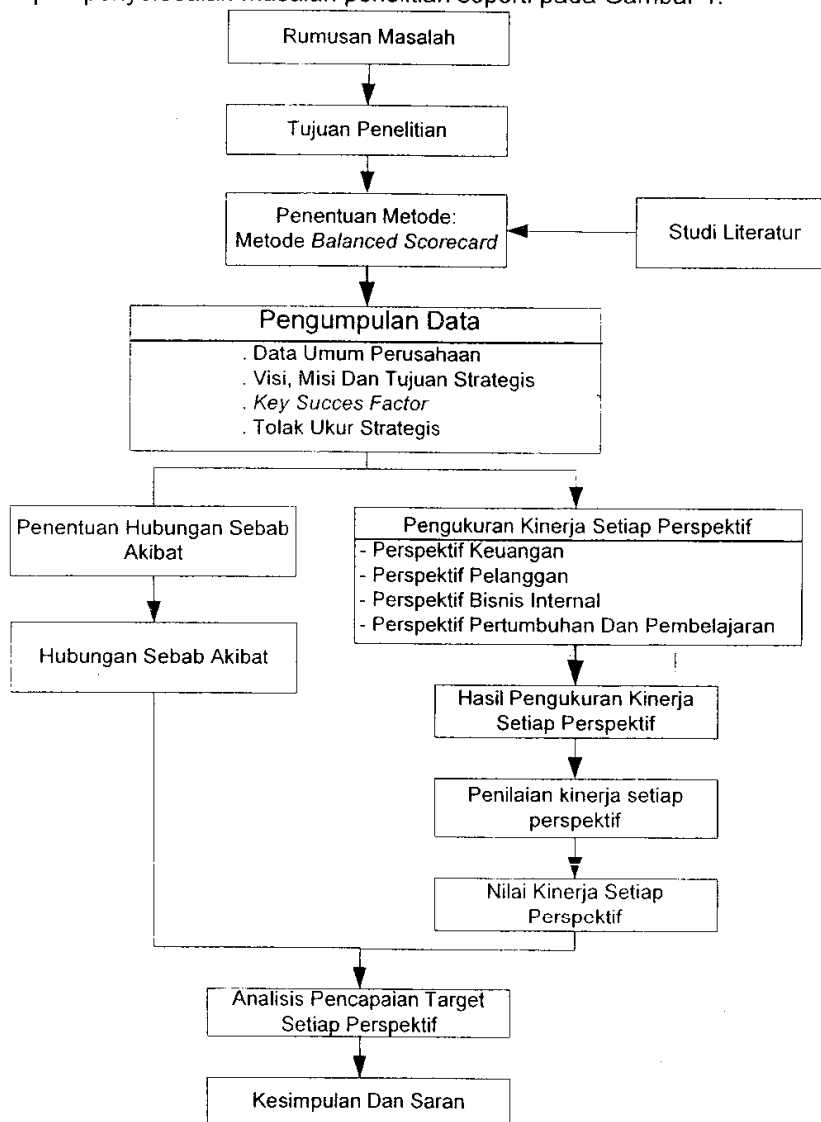 penyelesaian masalah penelitian seperti pada Gambar 1.
Rumusan Masalah
Tujuan Penelitian
Penentuan Metode:
Metode Balanced Scorecard
Studi Literatur
Pengumpulan Data
. Data Umum Perusahaan
. Visi, Misi Dan Tujuan Strategis
. Key Succes Factor
. Tolak Ukur Strategis
Penentuan Hubungan Sebab
Akibat
Hubungan Sebab Akibat
Pengukuran Kinerja Setiap Perspektif
- Perspektif Keuangan
- Perspektif Pelanggan
- Perspektif Bisnis Internal
- Perspektif Pertumbuhan Dan Pembelajaran
Hasil Pengukuran Kinerja
Setiap Perspektif
Penilaian kinerja setiap
perspektif
Nilai Kinerja Setiap
Perspektif
Analisis Pencapaian Target
Setiap Perspektif
Kesimpulan Dan Saran